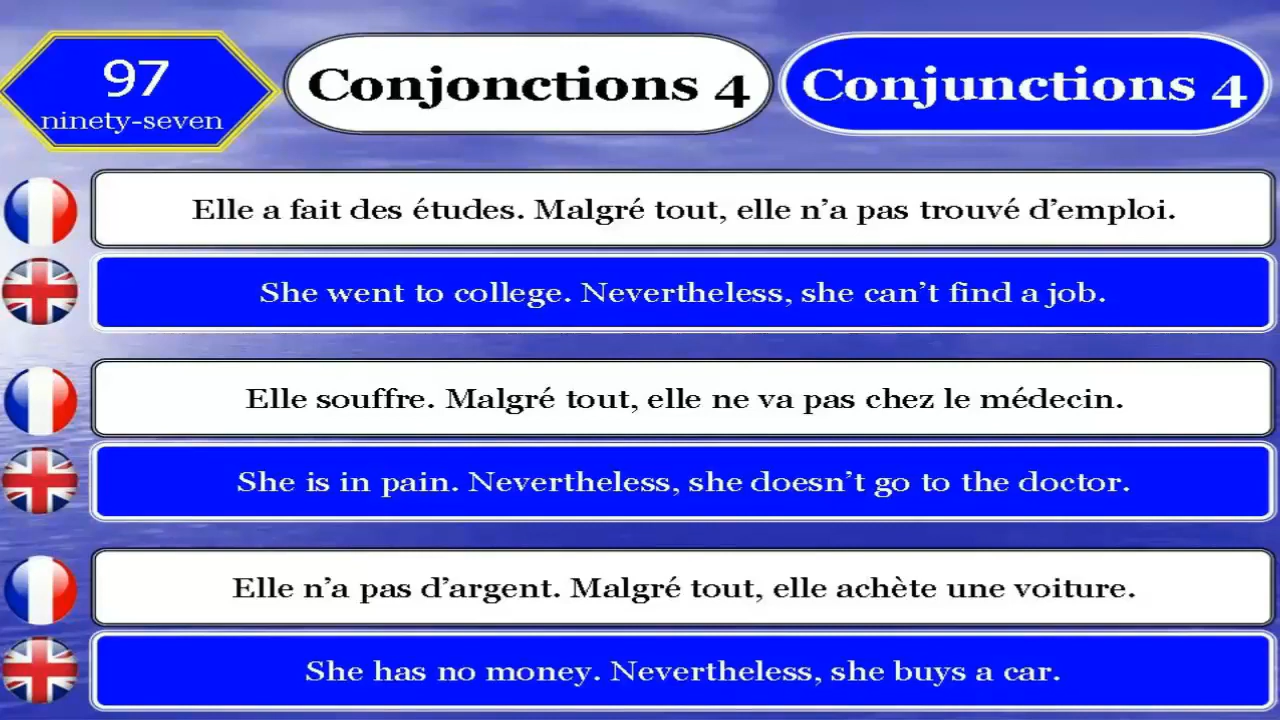 97
ninety-seven
Conjonctions 4
Conjunctions 4
Elle a fait des études. Malgré tout, elle n’a pas trouvé d’emploi.
She went to college. Nevertheless, she can’t find a job.
Elle souffre. Malgré tout, elle ne va pas chez le médecin.
She is in pain. Nevertheless, she doesn’t go to the doctor.
Elle n’a pas d’argent. Malgré tout, elle achète une voiture.
She has no money. Nevertheless, she buys a car.